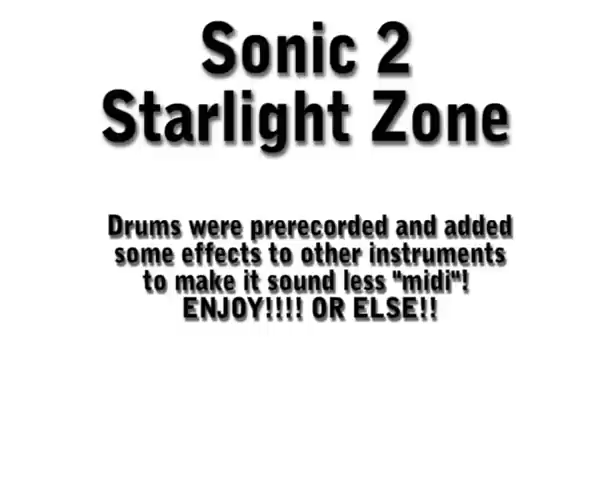 Sonic 2
Starlight Zone
Drums were prerecorded and added
some effects to other instruments
to make it sound less "midi"!
ENJOY!!!! OR ELSE!!